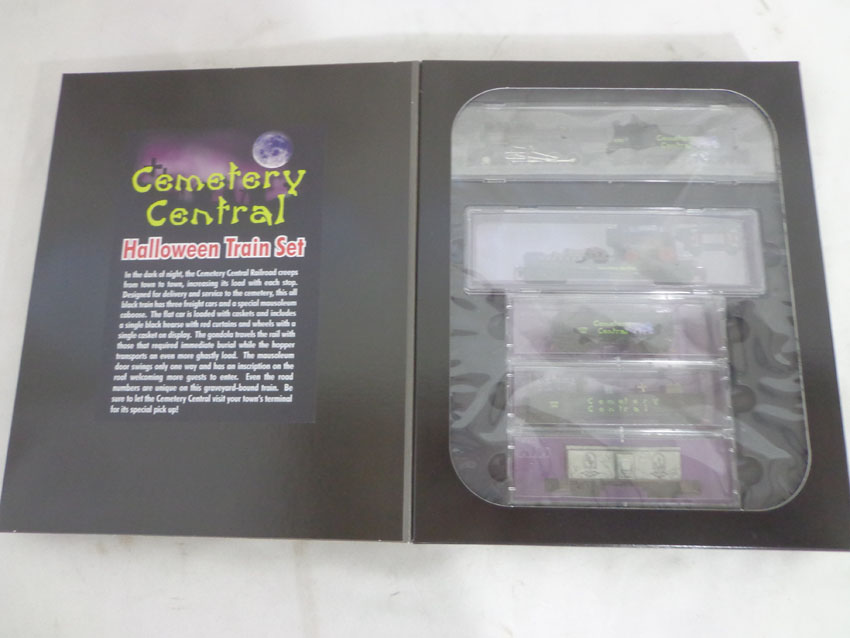 Cemetery
Central
Halloween Train Set
In the dark of night, the Cemetery Central Railroad creeps
from town to town, increasing its load with each stop.
Designed for delivery and service to the cemetery, this all
black train has three freight cars and a special mausoleum
caboose. The flat car is loaded with caskets and includes
a single black hearse with red curtains and wheels with a
single casket on display. The gondola travels the rail with
those that required immediate burial while the hopper
transports an even more ghastly load. The mausoleum
door swings only one way and has an inscription on the
roof welcoming more guests to enter. Even the road
numbers are unique on this graveyard-bound train. Be
sure to let the Cemetery Central visit your town's terminal
for its special pick up!
Cemetery
Central
Cemetery
Central
Cemetery
Central